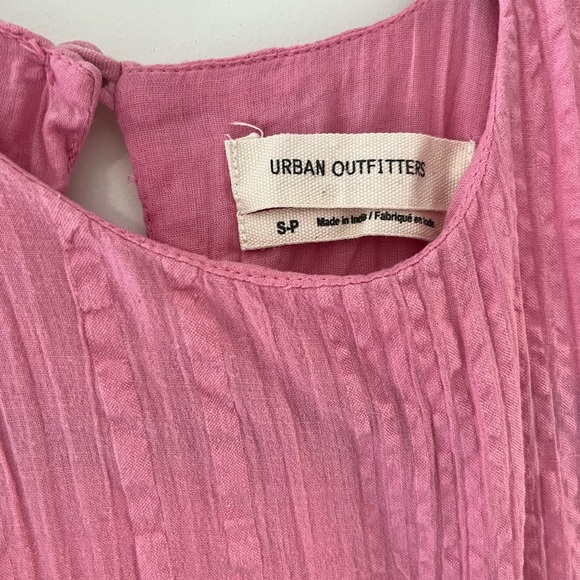 URBAN OUTFITTERS
S-P Made in India / Fabriqué en Inde